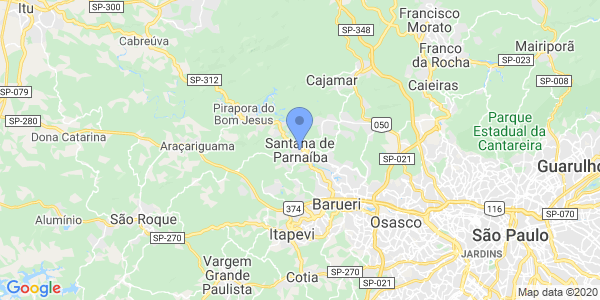 Itu
SP-300
Cabreúva
SP-348
Francisco
Morato
Franco
da Rocha
SP-023
Mairiporã
SP-008
SP-312
Cajamar
Caieiras
SP-079
SP-280
Dona Catarina
Pirapora do
Bom Jesus
050
Parque
Estadual da
Cantareira
Araçariguama
Santana de
Parnaíba
SP-021
Guarulho
Alumínio
São Roque
374
Barueri
Osasco
116
SP-070
SP-270
Itapevi
São Paulo
JARDINS
Vargem
Grande
Paulista
Cotia
SP-270
SP-021
Google
Map data ©2020